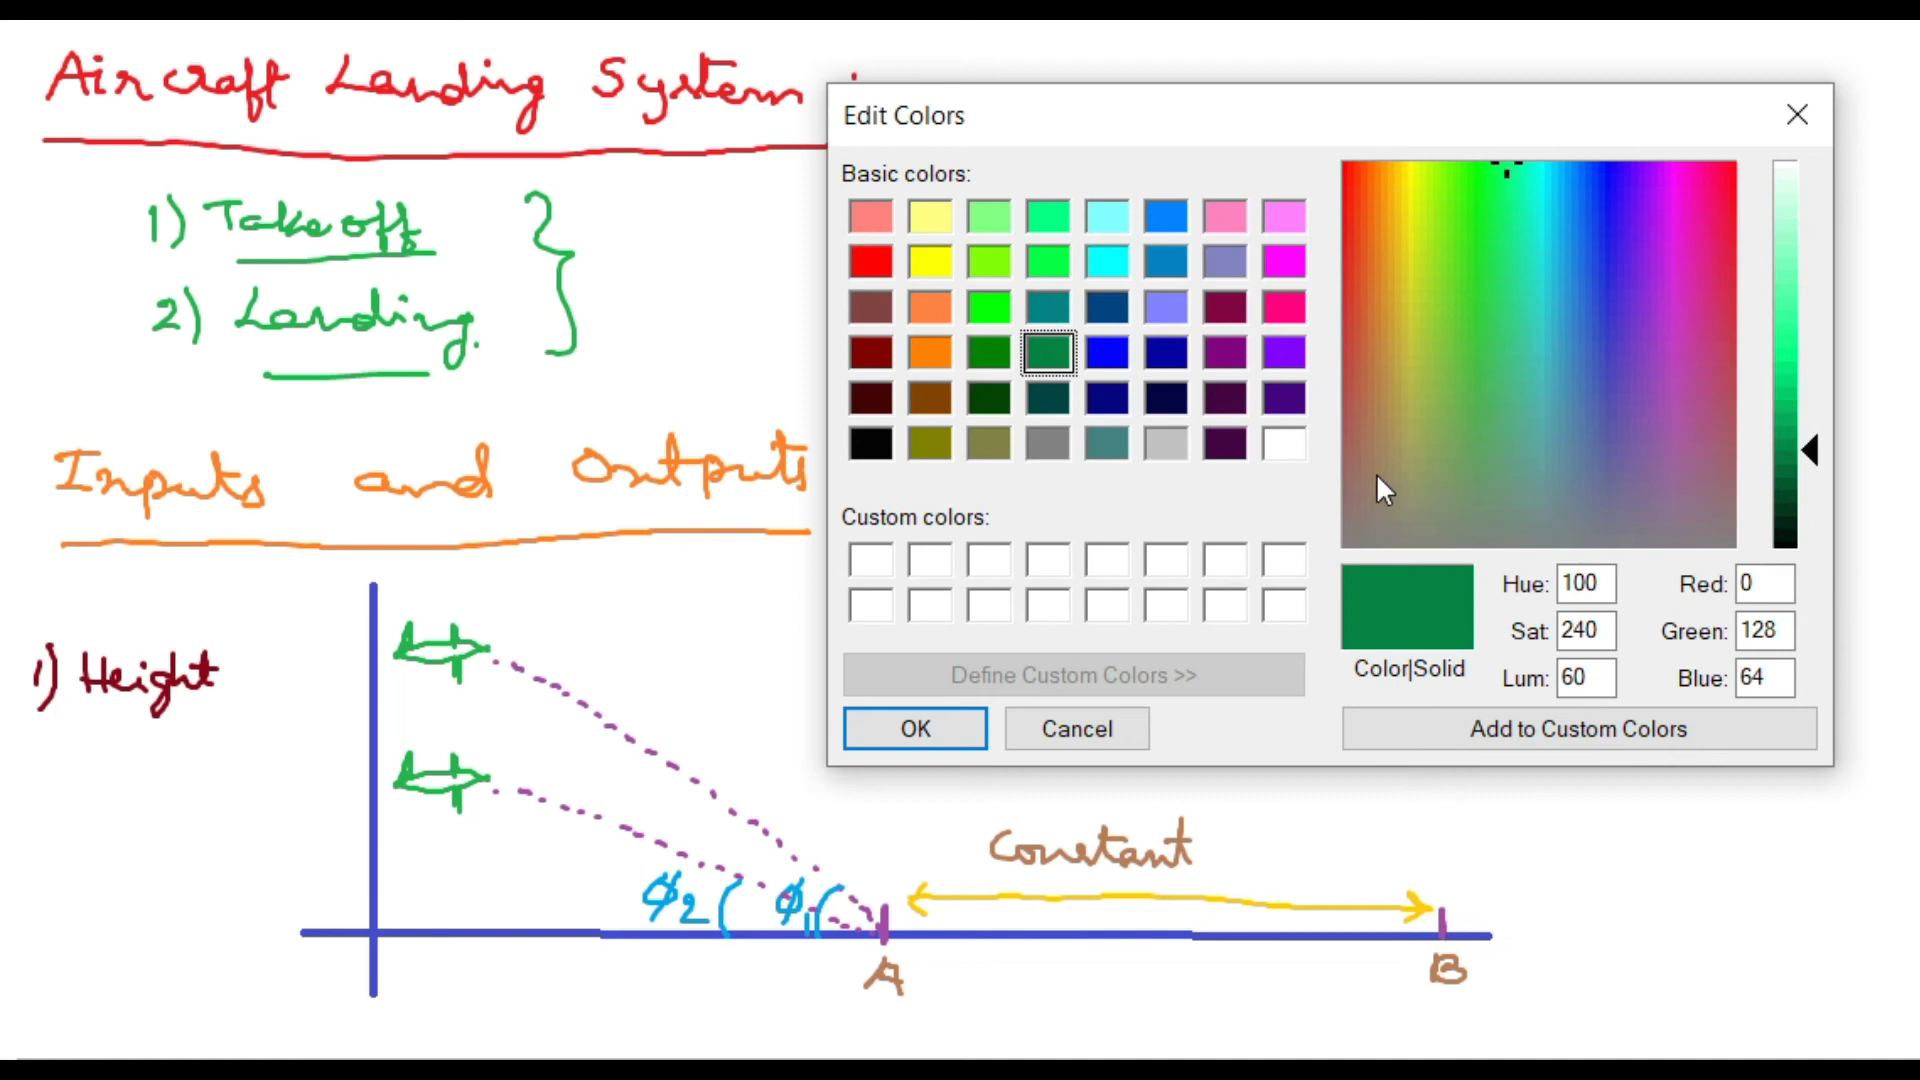 Aircraft Landing System
1) Takeoff
2) Landing.
Inputs and Outputs
1) Height
ϕ2 ϕ1
Constant
A
B
Edit Colors
Basic colors:
Custom colors:
Define Custom Colors >>
OK Cancel
Color|Solid
Hue: 100 Red: 0
Sat: 240 Green: 128
Lum: 60 Blue: 64
Add to Custom Colors